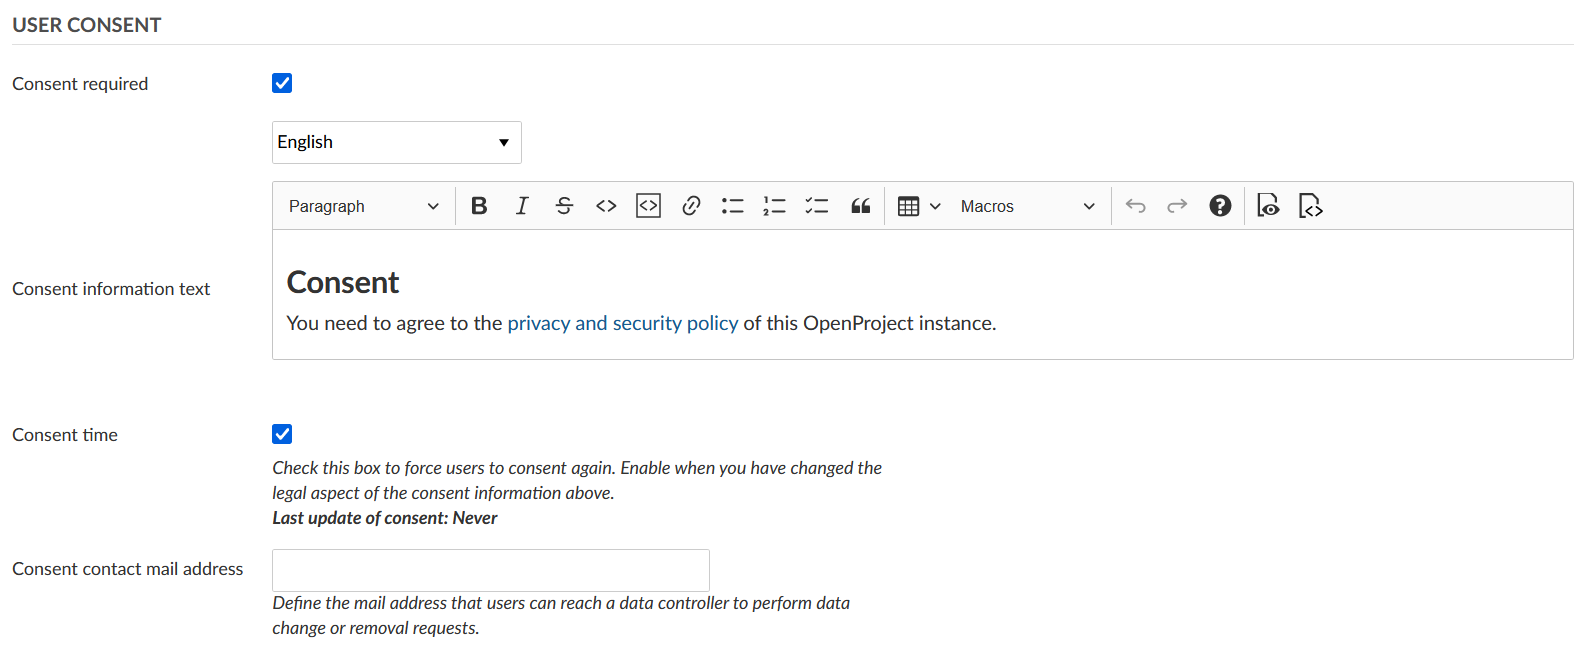 USER CONSENT
Consent required
English
Paragraph
Macros
Consent information text
Consent
You need to agree to the privacy and security policy of this OpenProject instance.
Consent time
Check this box to force users to consent again. Enable when you have changed the
legal aspect of the consent information above.
Last update of consent: Never
Consent contact mail address
Define the mail address that users can reach a data controller to perform data
change or removal requests.